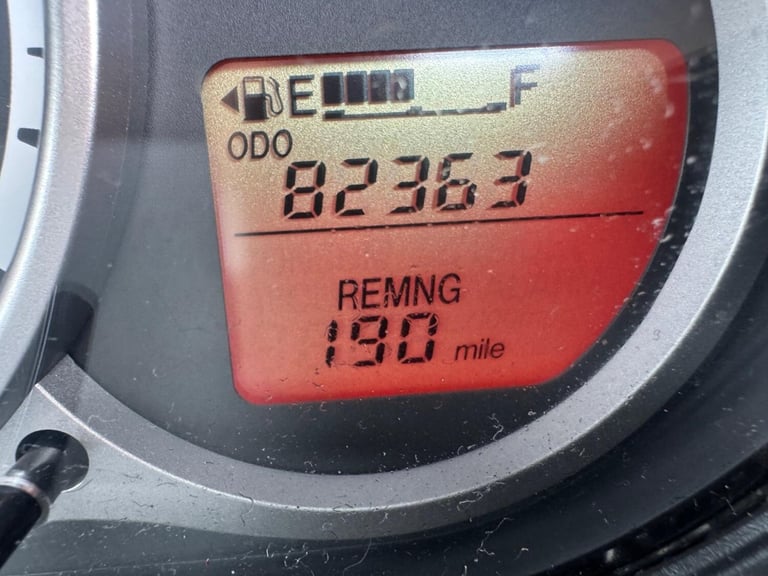 E F
ODO
82363
REMNG
190 mile